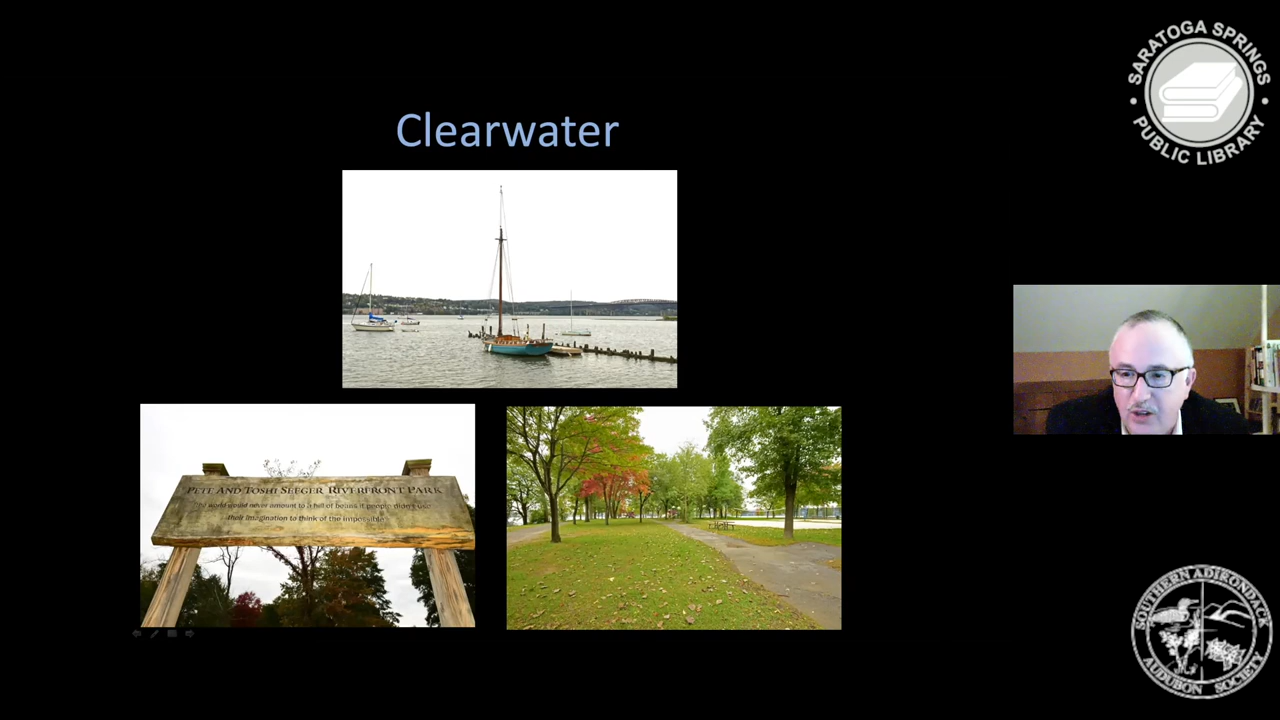 SARATOGA SPRINGS
PUBLIC LIBRARY
Clearwater
PETE AND TOSHI SEEGER RIVERFRONT PARK
The world would never amount to a hill of beans if people didn't use
their imagination to think of the impossible
SOUTHERN ADIRONDACK
AUDUBON SOCIETY